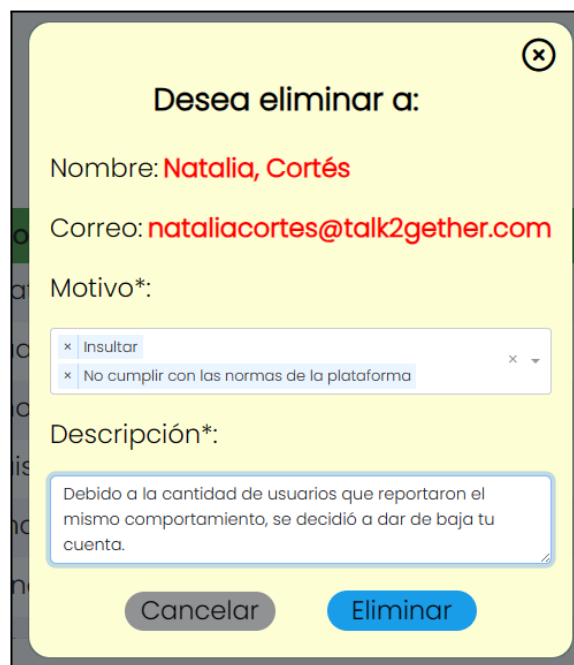 Desea eliminar a:
Nombre: Natalia, Cortés
Correo: nataliacortes@talk2gether.com
Motivo*:
× Insultar
× No cumplir con las normas de la plataforma
Descripción*:
Debido a la cantidad de usuarios que reportaron el
mismo comportamiento, se decidió a dar de baja tu
cuenta.
Cancelar Eliminar